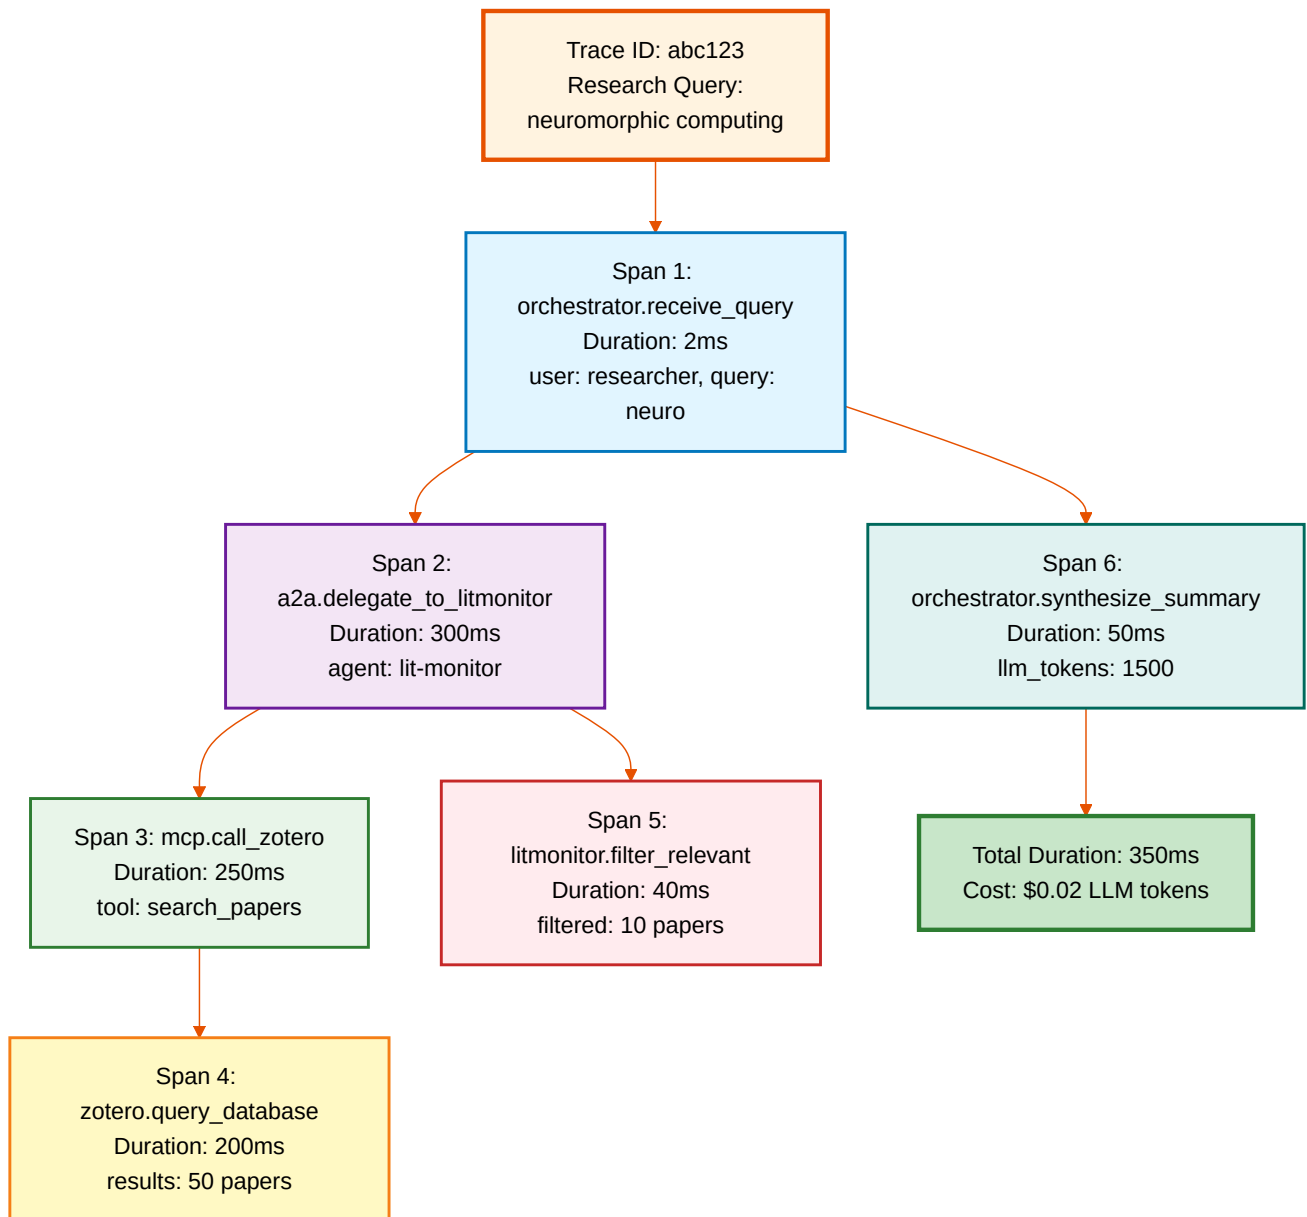 Trace ID: abc123
Research Query:
neuromorphic computing
Span 1:
orchestrator.receive_query
Duration: 2ms
user: researcher, query:
neuro
Span 2:
a2a.delegate_to_litmonitor
Duration: 300ms
agent: lit-monitor
Span 6:
orchestrator.synthesize_summary
Duration: 50ms
llm_tokens: 1500
Span 3: mcp.call_zotero
Duration: 250ms
tool: search_papers
Span 5:
litmonitor.filter_relevant
Duration: 40ms
filtered: 10 papers
Total Duration: 350ms
Cost: $0.02 LLM tokens
Span 4:
zotero.query_database
Duration: 200ms
results: 50 papers